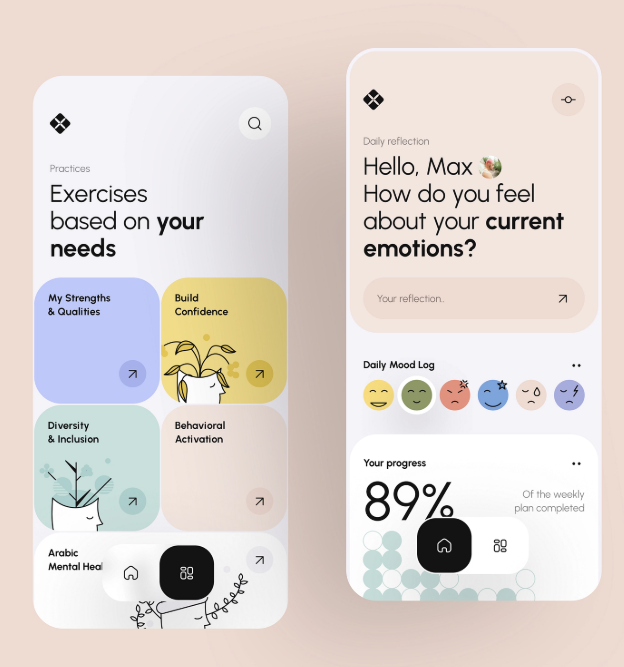 Practices
Exercises
based on your
needs
My Strengths
& Qualities
Build
Confidence
Diversity
& Inclusion
Behavioral
Activation
Arabic
Mental Heal
Daily reflection
Hello, Max
How do you feel
about your current
emotions?
Your reflection..
Daily Mood Log
Your progress
89%
Of the weekly
plan completed